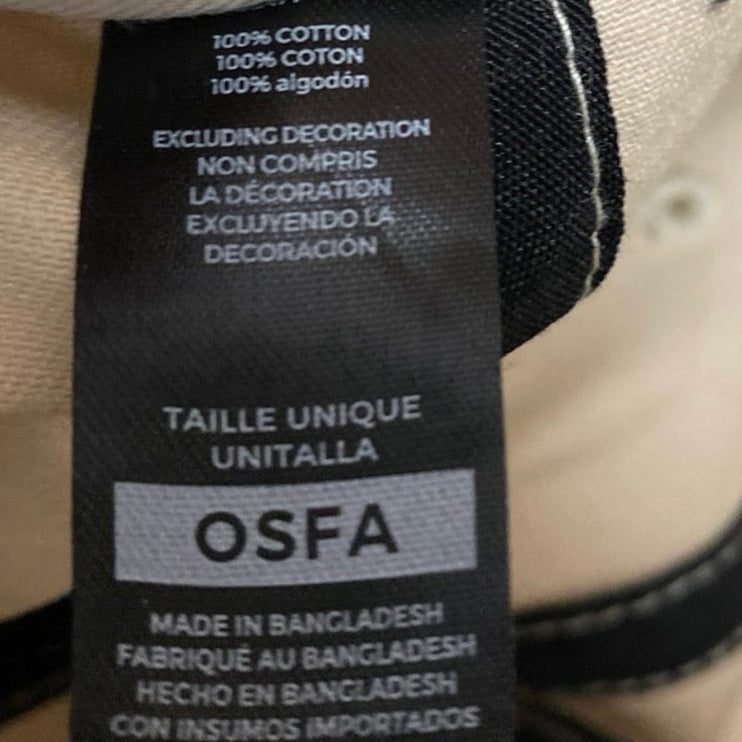 100% COTTON
100% COTON
100% algodón
EXCLUDING DECORATION
NON COMPRIS
LA DÉCORATION
EXCLUYENDO LA
DECORACIÓN
TAILLE UNIQUE
UNITALLA
OSFA
MADE IN BANGLADESH
FABRIQUÉ AU BANGLADESH
HECHO EN BANGLADESH
CON INSUMOS IMPORTADOS